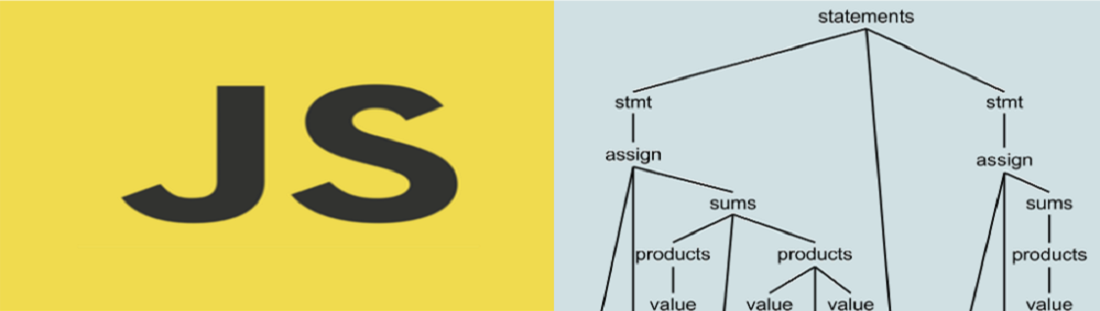 JS
statements
stmt stmt
assign assign
sums sums
products products products
value value value value